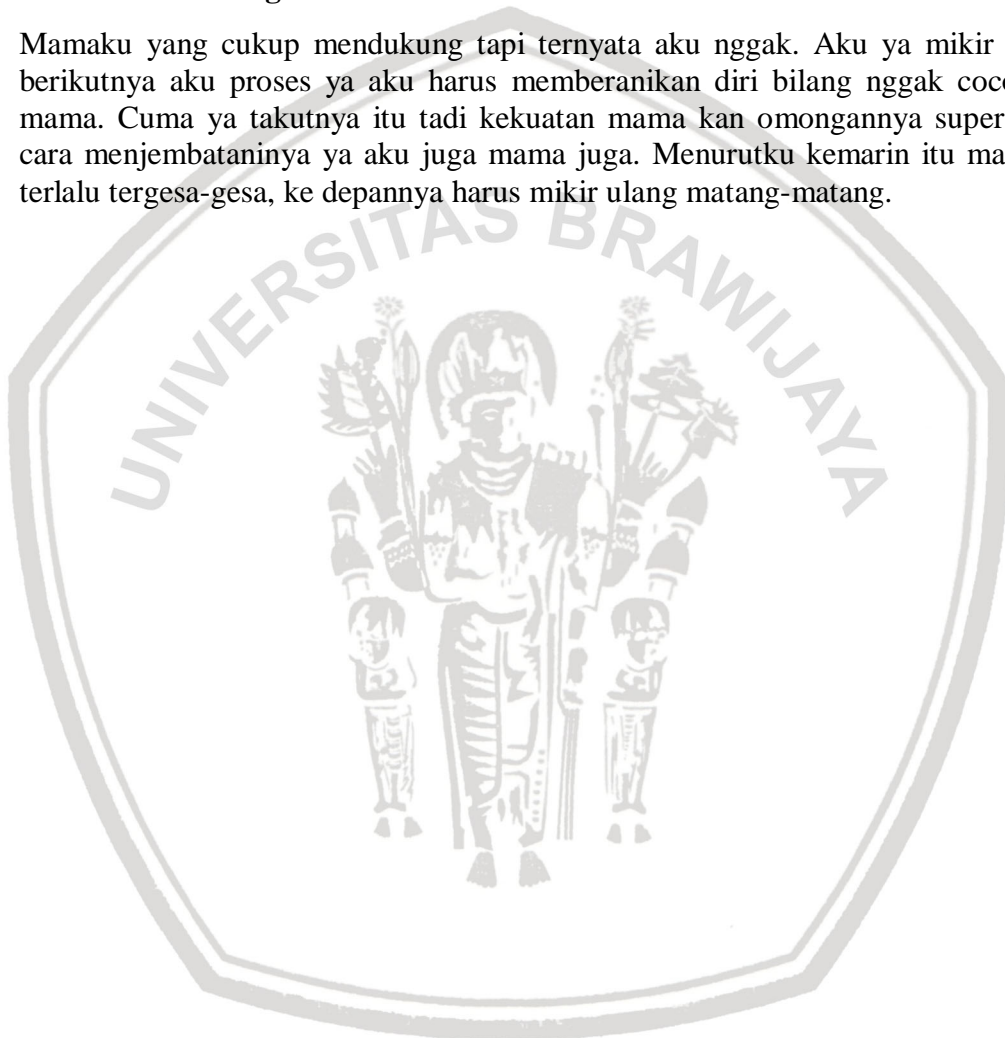 Mamaku yang cukup mendukung tapi ternyata aku nggak. Aku ya mikir
berikutnya aku proses ya aku harus memberanikan diri bilang nggak
mama. Cuma ya takutnya itu tadi kekuatan mama kan omongannya super
cara menjembataninya ya aku juga mama juga. Menurutku kemarin itu
terlalu tergesa-gesa, ke depannya harus mikir ulang matang-matang.
UNIVERSITAS BRAWIJAYA